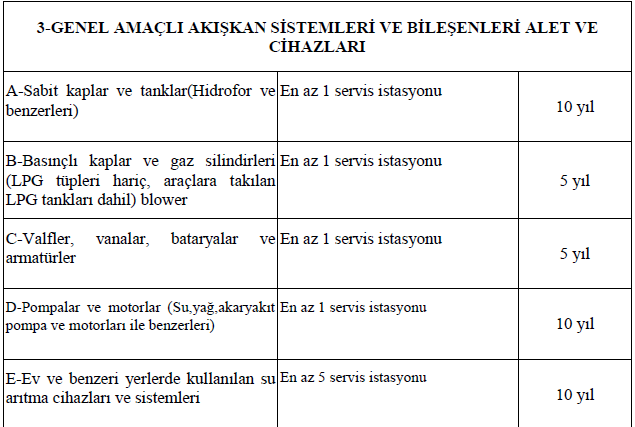 3-GENEL AMAÇLI AKIŞKAN SİSTEMLERİ VE BİLEŞENLERİ ALET VE
CİHAZLARI
A-Sabit kaplar ve tanklar(Hidrofor ve
benzerleri)
En az 1 servis istasyonu
10 yıl
B-Basınçlı kaplar ve gaz silindirleri
(LPG tüpleri hariç, araçlara takılan
LPG tankları dahil) blower
En az 1 servis istasyonu
5 yıl
C-Valfler, vanalar, bataryalar ve
armatürler
En az 1 servis istasyonu
5 yıl
D-Pompalar ve motorlar (Su,yağ,akaryakıt
pompa ve motorları ile benzerleri)
En az 1 servis istasyonu
10 yıl
E-Ev ve benzeri yerlerde kullanılan su
arıtma cihazları ve sistemleri
En az 5 servis istasyonu
10 yıl